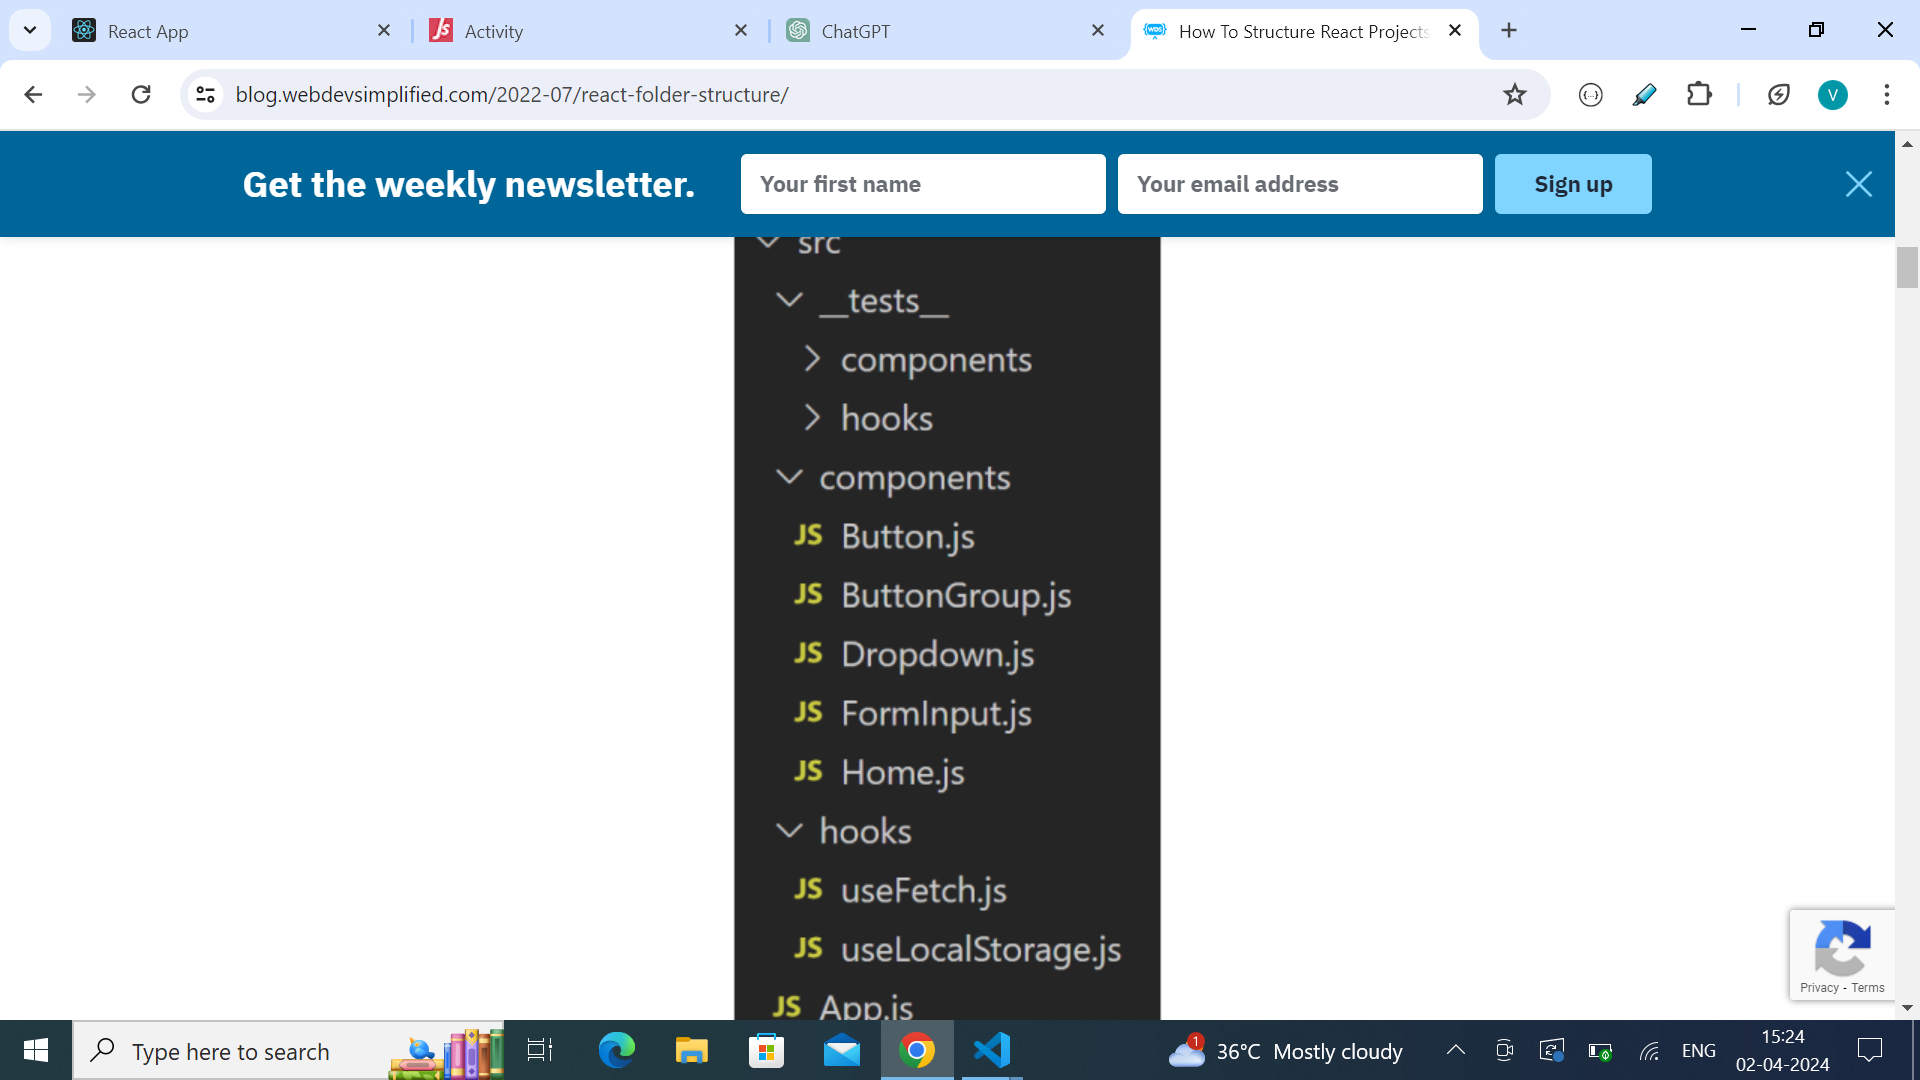 React App
Activity
ChatGPT
How To Structure React Projects
blog.webdevsimplified.com/2022-07/react-folder-structure/
V
Get the weekly newsletter.
Your first name
Your email address
Sign up
src
__tests__
components
hooks
components
JS Button.js
JS ButtonGroup.js
JS Dropdown.js
JS FormInput.js
JS Home.js
hooks
JS useFetch.js
JS useLocalStorage.js
JS App.js
Privacy - Terms
Type here to search
1
36°C Mostly cloudy
ENG
15:24
02-04-2024